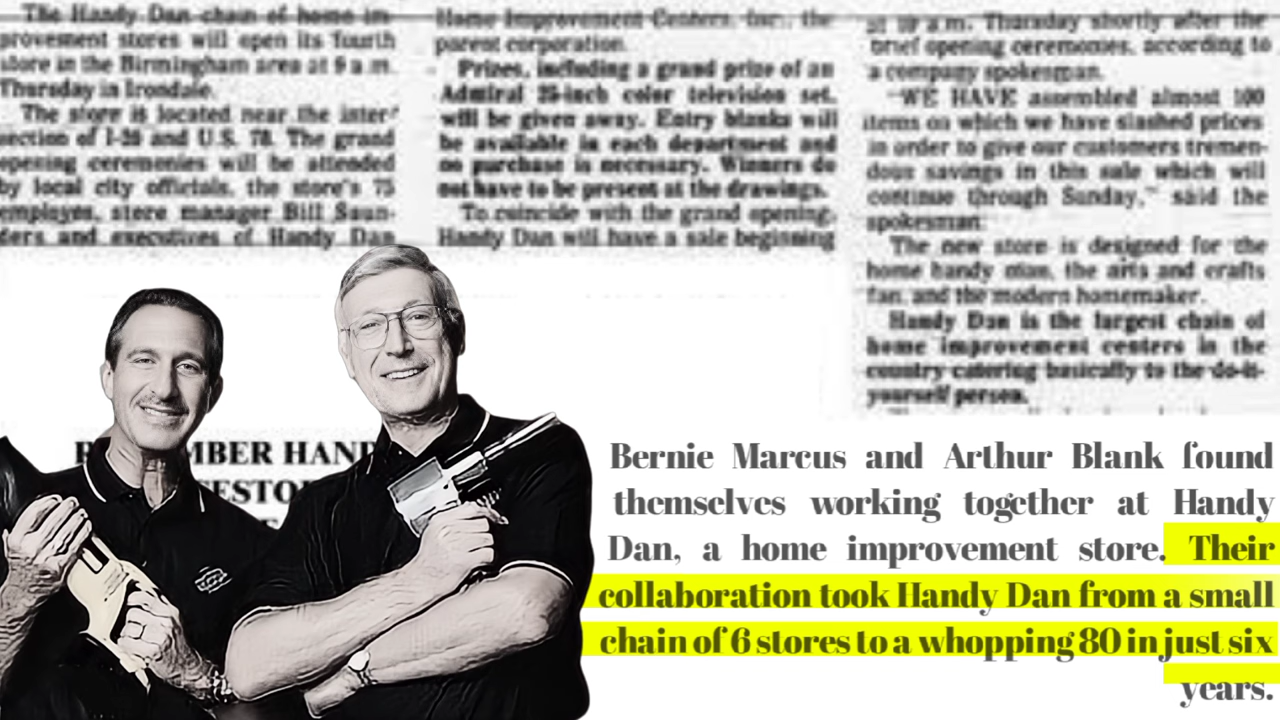 The Handy Dan chain of home im-
provement stores will open its fourth
store in the Birmingham area at 9 a.m.
Thursday in Irondale.
The store is located near the inter-
section of I-20 and U.S. 78. The grand
opening ceremonies will be attended
by local city officials, the store's 75
employes, store manager Bill Saun-
ders and executives of Handy Dan
Home Improvement Centers, Inc., the
parent corporation.
Prizes, including a grand prize of an
Admiral 25-inch color television set,
will be given away. Entry blanks will
be available in each department and
no purchase is necessary. Winners do
not have to be present at the drawings.
To coincide with the grand opening,
Handy Dan will have a sale beginning
at 10 a.m. Thursday shortly after the
brief opening ceremonies, according to
a company spokesman.
"WE HAVE assembled almost 100
items on which we have slashed prices
in order to give our customers tremen-
dous savings in this sale which will
continue through Sunday," said the
spokesman.
The new store is designed for the
home handy man, the arts and crafts
fan, and the modern homemaker.
Handy Dan is the largest chain of
home improvement centers in the
country catering basically to the do-it-
yourself person.
MBER HAN
ESTO
Bernie Marcus and Arthur Blank found
themselves working together at Handy
Dan, a home improvement store. Their
collaboration took Handy Dan from a small
chain of 6 stores to a whopping 80 in just six
years.